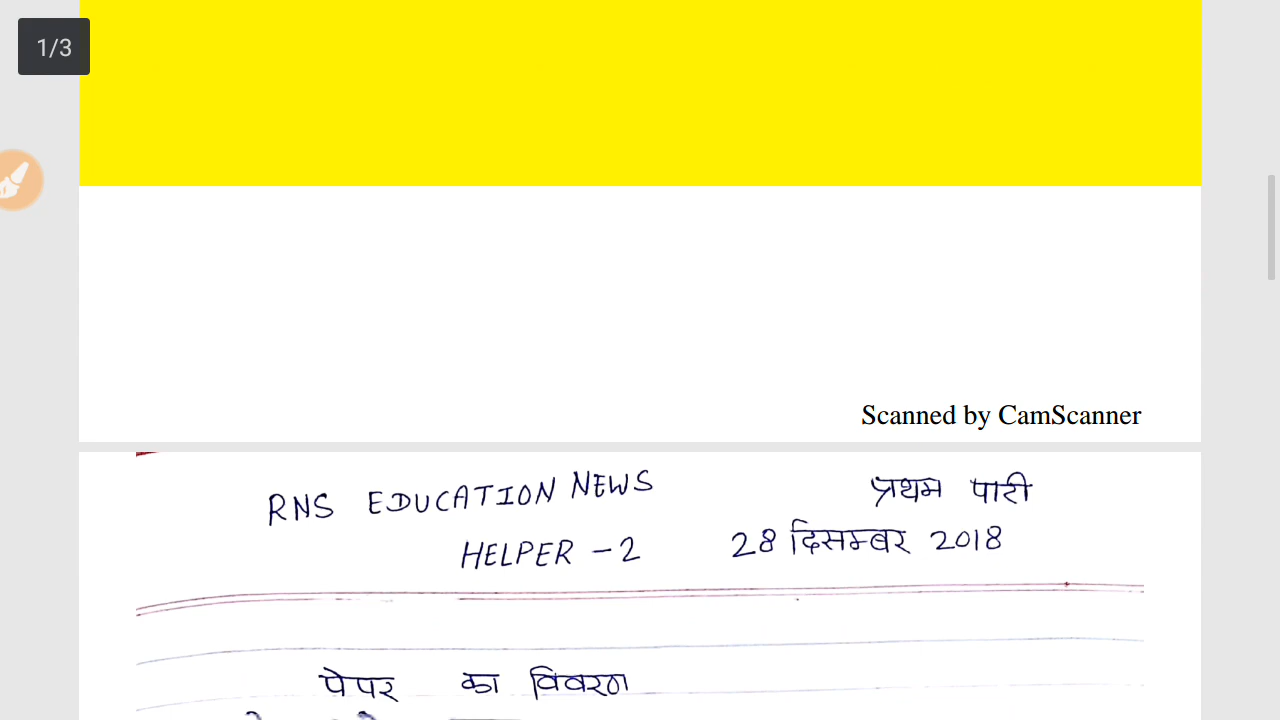 1/3
Scanned by CamScanner
RNS EDUCATION NEWS प्रथम पारी
HELPER -2 28 दिसम्बर 2018
पेपर का विवरण